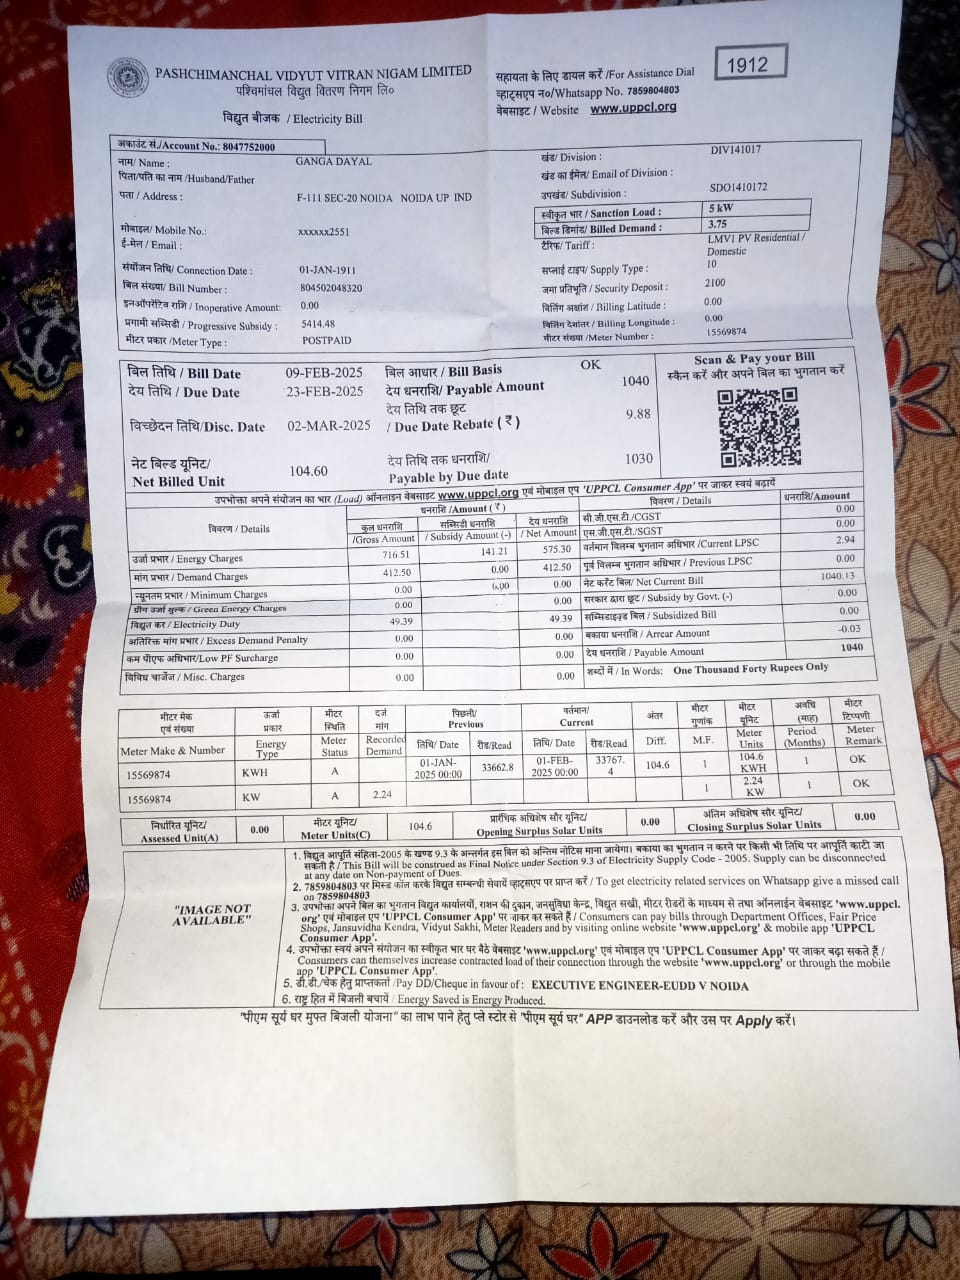 PASHCHIMANCHAL VIDYUT VITRAN NIGAM LIMITED
पश्चिमांचल विद्युत वितरण निगम लि०
विद्युत बीजक / Electricity Bill
सहायता के लिए डायल करें /For Assistance Dial
1912
व्हाट्सएप न०/Whatsapp No. 7859804803
वेबसाइट / Website www.uppcl.org
अकाउंट सं./Account No.: 8047752000
नाम/ Name : GANGA DAYAL
पिता/पति का नाम /Husband/Father
पता / Address : F-111 SEC-20 NOIDA NOIDA UP IND
मोबाइल/ Mobile No.: xxxxxx2551
ई-मेल / Email :
संयोजन तिथि/ Connection Date : 01-JAN-1911
बिल संख्या/ Bill Number : 804502048320
इनऑपरेटिव राशि / Inoperative Amount: 0.00
प्रगामी सब्सिडी / Progressive Subsidy : 5414.48
मीटर प्रकार /Meter Type : POSTPAID
खंड/ Division : DIV141017
खंड का ईमेल/ Email of Division :
उपखंड/ Subdivision : SDO1410172
स्वीकृत भार / Sanction Load : 5 kW
बिल्ड डिमांड/ Billed Demand : 3.75
टैरिफ/ Tariff : LMV1 PV Residential /
Domestic
सप्लाई टाइप/ Supply Type : 10
जमा प्रतिभूति / Security Deposit : 2100
बिलिंग अक्षांश / Billing Latitude : 0.00
बिलिंग देशांतर / Billing Longitude : 0.00
मीटर संख्या / Meter Number : 15569874
बिल तिथि / Bill Date 09-FEB-2025 बिल आधार / Bill Basis OK
देय तिथि / Due Date 23-FEB-2025 देय धनराशि/ Payable Amount 1040
देय तिथि तक छूट
विच्छेदन तिथि/Disc. Date 02-MAR-2025 / Due Date Rebate ( ₹ ) 9.88
नेट बिल्ड यूनिट/ देय तिथि तक धनराशि/ 1030
Net Billed Unit 104.60 Payable by Due date
Scan & Pay your Bill
स्कैन करें और अपने बिल का भुगतान करें
उपभोक्ता अपने संयोजन का भार (Load) ऑनलाइन वेबसाइट www.uppcl.org एवं मोबाइल एप 'UPPCL Consumer App' पर जाकर स्वयं बढ़ायें
विवरण / Details धनराशि /Amount ( ₹ )
कुल धनराशि /Gross Amount सब्सिडी धनराशि / Subsidy Amount (-) देय धनराशि / Net Amount
उर्जा प्रभार / Energy Charges 716.51 141.21 575.30
मांग प्रभार / Demand Charges 412.50 0.00 412.50
न्यूनतम प्रभार / Minimum Charges 0.00 0.00 0.00
ग्रीन उर्जा शुल्क / Green Energy Charges 0.00 0.00
विद्युत कर / Electricity Duty 49.39 49.39
अतिरिक्त मांग प्रभार / Excess Demand Penalty 0.00 0.00
कम पीएफ अधिभार/Low PF Surcharge 0.00 0.00
विविध चार्जेज / Misc. Charges 0.00 0.00
विवरण / Details धनराशि/Amount
सी.जी.एस.टी./CGST 0.00
एस.जी.एस.टी./SGST 0.00
वर्तमान विलम्ब भुगतान अधिभार /Current LPSC 2.94
पूर्व विलम्ब भुगतान अधिभार / Previous LPSC 0.00
नेट करेंट बिल/ Net Current Bill 1040.13
सरकार द्वारा छूट / Subsidy by Govt. (-) 0.00
सब्सिडाइज़्ड बिल / Subsidized Bill 0.00
बकाया धनराशि / Arrear Amount -0.03
देय धनराशि / Payable Amount 1040
शब्दों में / In Words: One Thousand Forty Rupees Only
मीटर मेक एवं संख्या ऊर्जा प्रकार मीटर स्थिति दर्ज मांग पिछली/ Previous वर्तमान/ Current अंतर मीटर गुणांक मीटर यूनिट अवधि (माह) मीटर टिप्पणी
Meter Make & Number Energy Type Meter Status Recorded Demand तिथि/ Date रीड/Read तिथि/ Date रीड/Read Diff. M.F. Meter Units Period (Months) Meter Remark
15569874 KWH A 01-JAN-2025 00:00 33662.8 01-FEB-2025 00:00 33767.4 104.6 1 104.6 KWH 1 OK
15569874 KW A 2.24 1 2.24 KW 1 OK
निर्धारित यूनिट/ Assessed Unit(A) 0.00 मीटर यूनिट/ Meter Units(C) 104.6 प्रारंभिक अधिशेष सौर यूनिट/ Opening Surplus Solar Units 0.00 अंतिम अधिशेष सौर यूनिट/ Closing Surplus Solar Units 0.00
"IMAGE NOT
AVAILABLE"
1. विद्युत आपूर्ति संहिता-2005 के खण्ड 9.3 के अन्तर्गत इस बिल को अन्तिम नोटिस माना जायेगा। बकाया का भुगतान न करने पर किसी भी तिथि पर आपूर्ति काटी जा
सकती है / This Bill will be construed as Final Notice under Section 9.3 of Electricity Supply Code - 2005. Supply can be disconnected
at any date on Non-payment of Dues.
2. 7859804803 पर मिस्ड कॉल करके विद्युत सम्बन्धी सेवायें व्हाट्सएप पर प्राप्त करें / To get electricity related services on Whatsapp give a missed call
on 7859804803
3. उपभोक्ता अपने बिल का भुगतान विद्युत कार्यालयों, राशन की दुकान, जनसुविधा केन्द्र, विद्युत सखी, मीटर रीडरों के माध्यम से तथा ऑनलाईन वेबसाइट 'www.uppcl.
org' एवं मोबाइल एप 'UPPCL Consumer App' पर जाकर कर सकते हैं / Consumers can pay bills through Department Offices, Fair Price
Shops, Jansuvidha Kendra, Vidyut Sakhi, Meter Readers and by visiting online website 'www.uppcl.org' & mobile app 'UPPCL
Consumer App'.
4. उपभोक्ता स्वयं अपने संयोजन का स्वीकृत भार घर बैठे वेबसाइट 'www.uppcl.org' एवं मोबाइल एप 'UPPCL Consumer App' पर जाकर बढ़ा सकते हैं /
Consumers can themselves increase contracted load of their connection through the website 'www.uppcl.org' or through the mobile
app 'UPPCL Consumer App'.
5. डी.डी./चेक हेतु प्राप्तकर्ता /Pay DD/Cheque in favour of : EXECUTIVE ENGINEER-EUDD V NOIDA
6. राष्ट्र हित में बिजली बचायें / Energy Saved is Energy Produced.
"पीएम सूर्य घर मुफ्त बिजली योजना" का लाभ पाने हेतु प्ले स्टोर से "पीएम सूर्य घर" APP डाउनलोड करें और उस पर Apply करें।